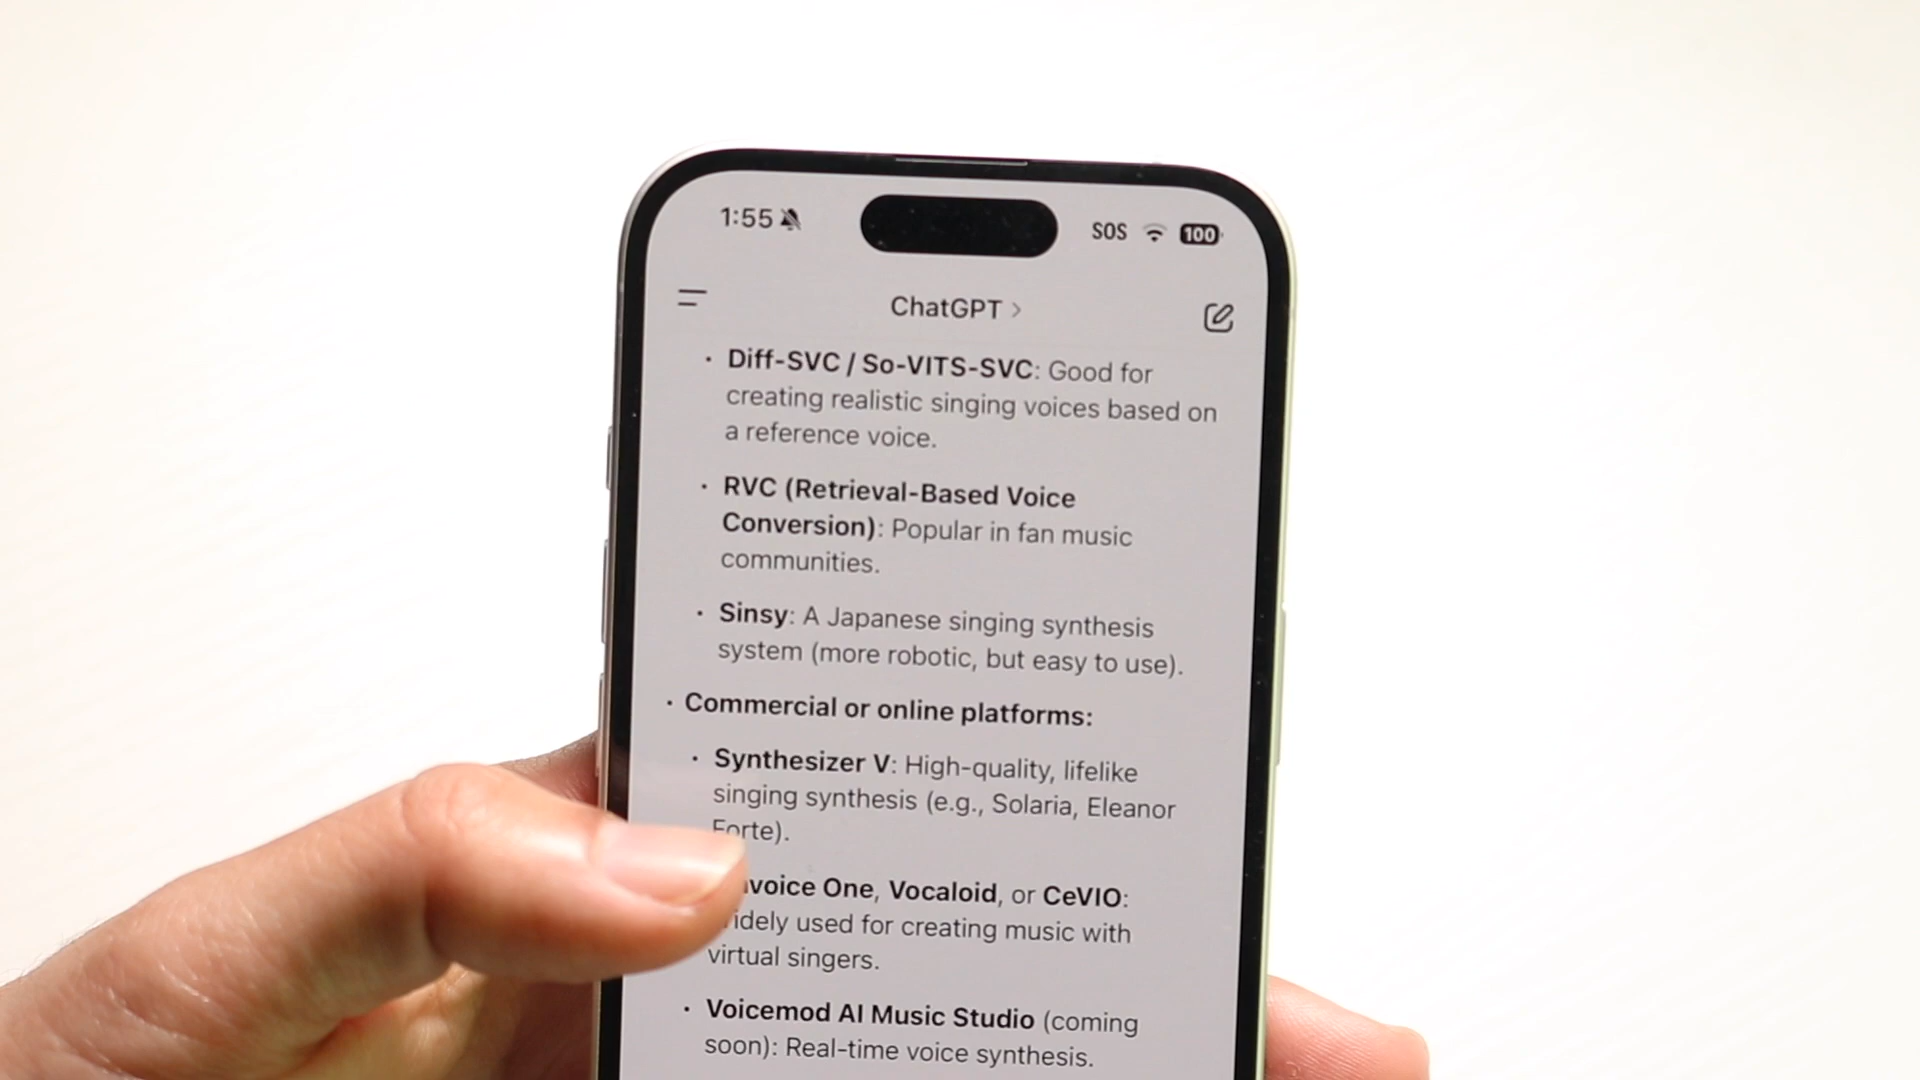 1:55
SOS
100
ChatGPT >
• Diff-SVC / So-VITS-SVC: Good for
creating realistic singing voices based on
a reference voice.
• RVC (Retrieval-Based Voice
Conversion): Popular in fan music
communities.
• Sinsy: A Japanese singing synthesis
system (more robotic, but easy to use).
• Commercial or online platforms:
• Synthesizer V: High-quality, lifelike
singing synthesis (e.g., Solaria, Eleanor
Forte).
One, Vocaloid, or CeVIO:
used for creating music with
virtual singers.
• Voicemod AI Music Studio (coming
soon): Real-time voice synthesis.